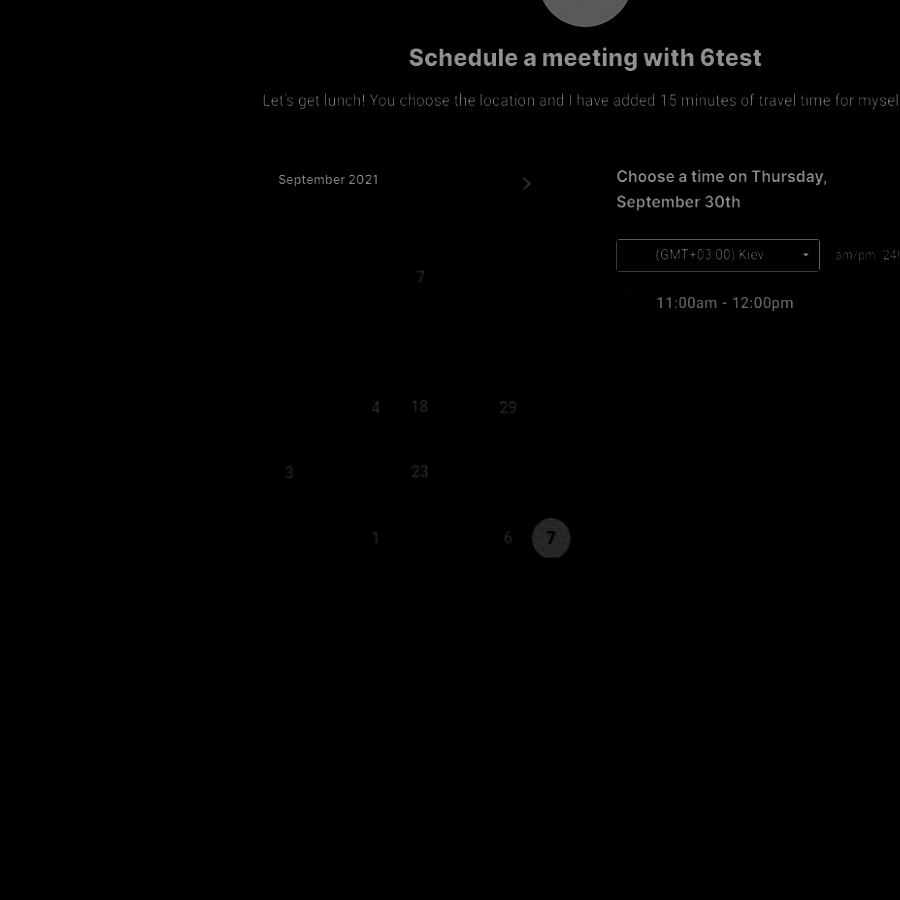 Schedule a meeting with 6test
Let's get lunch! You choose the location and I have added 15 minutes of travel time for mysel
September 2021
Choose a time on Thursday,
September 30th
(GMT+03:00) Kiev
am/pm 24
7
11:00am - 12:00pm
4 18 29
3 23
1 6 7